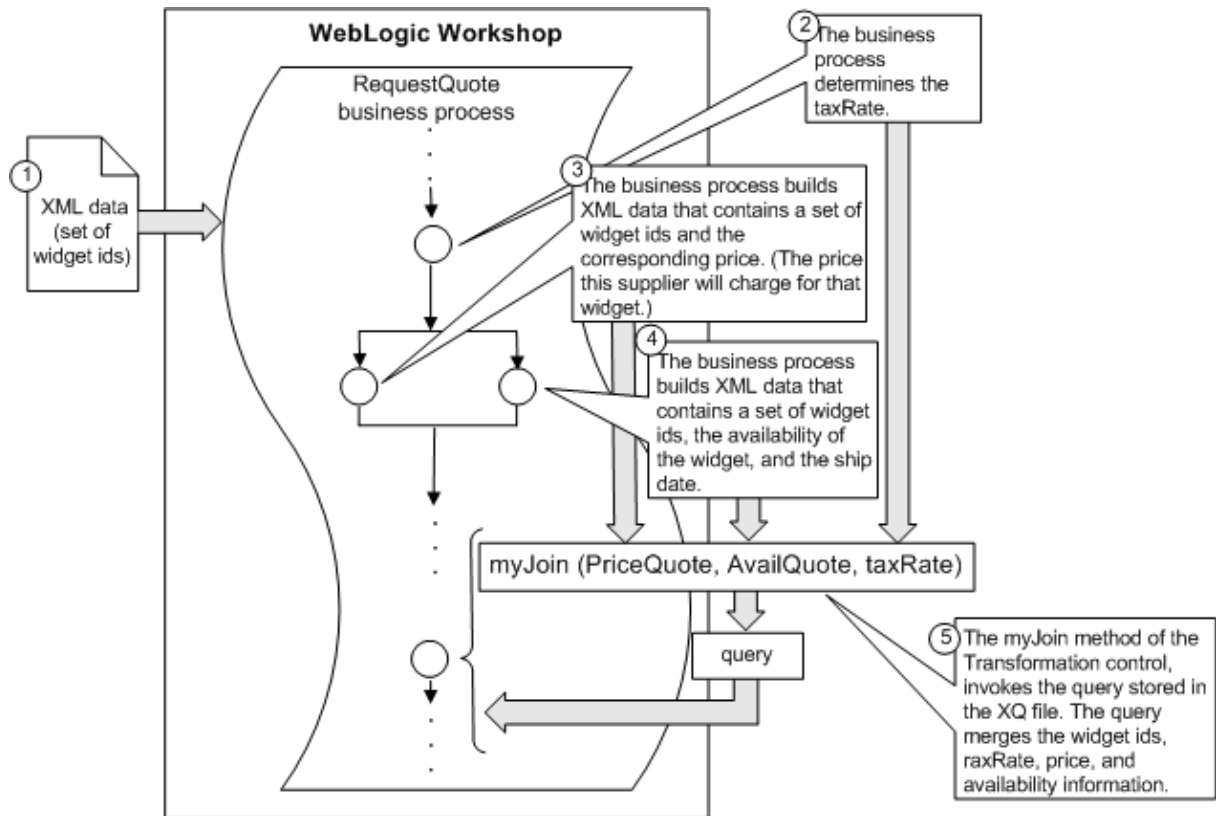 WebLogic Workshop
RequestQuote
business process
1
XML data
(set of
widget ids)
2
The business
process
determines the
taxRate.
3
The business process builds
XML data that contains a set of
widget ids and the
corresponding price. (The price
this supplier will charge for that
widget.)
4
The business process
builds XML data that
contains a set of widget
ids, the availability of
the widget, and the ship
date.
myJoin (PriceQuote, AvailQuote, taxRate)
query
5
The myJoin method of the
Transformation control,
invokes the query stored in
the XQ file. The query
merges the widget ids,
raxRate, price, and
availability information.